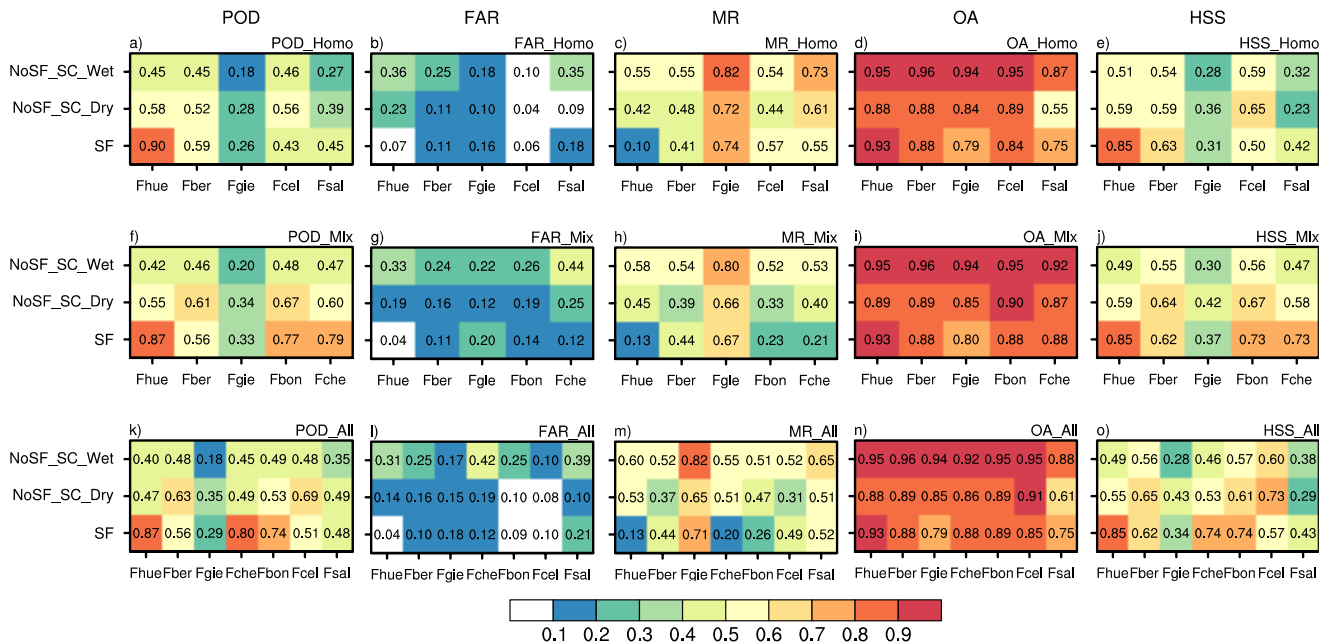 POD FAR MR OA HSS
a) POD_Homo b) FAR_Homo c) MR_Homo d) OA_Homo e) HSS_Homo
NoSF_SC_Wet 0.45 0.45 0.18 0.46 0.27 0.36 0.25 0.18 0.10 0.35 0.55 0.55 0.82 0.54 0.73 0.95 0.96 0.94 0.95 0.87 0.51 0.54 0.28 0.59 0.32
NoSF_SC_Dry 0.58 0.52 0.28 0.56 0.39 0.23 0.11 0.10 0.04 0.09 0.42 0.48 0.72 0.44 0.61 0.88 0.88 0.84 0.89 0.55 0.59 0.59 0.36 0.65 0.23
SF 0.90 0.59 0.26 0.43 0.45 0.07 0.11 0.16 0.06 0.18 0.10 0.41 0.74 0.57 0.55 0.93 0.88 0.79 0.84 0.75 0.85 0.63 0.31 0.50 0.42
Fhue Fber Fgie Fcel Fsal Fhue Fber Fgie Fcel Fsal Fhue Fber Fgie Fcel Fsal Fhue Fber Fgie Fcel Fsal Fhue Fber Fgie Fcel Fsal
f) POD_MIx g) FAR_Mix h) MR_Mix i) OA_MIx j) HSS_MIx
NoSF_SC_Wet 0.42 0.46 0.20 0.48 0.47 0.33 0.24 0.22 0.26 0.44 0.58 0.54 0.80 0.52 0.53 0.95 0.96 0.94 0.95 0.92 0.49 0.55 0.30 0.56 0.47
NoSF_SC_Dry 0.55 0.61 0.34 0.67 0.60 0.19 0.16 0.12 0.19 0.25 0.45 0.39 0.66 0.33 0.40 0.89 0.89 0.85 0.90 0.87 0.59 0.64 0.42 0.67 0.58
SF 0.87 0.56 0.33 0.77 0.79 0.04 0.11 0.20 0.14 0.12 0.13 0.44 0.67 0.23 0.21 0.93 0.88 0.80 0.88 0.88 0.85 0.62 0.37 0.73 0.73
Fhue Fber Fgie Fbon Fche Fhue Fber Fgle Fbon Fche Fhue Fber Fgie Fbon Fche Fhue Fber Fgie Fbon Fche Fhue Fber Fgie Fbon Fche
k) POD_All l) FAR_All m) MR_All n) OA_All o) HSS_All
NoSF_SC_Wet 0.40 0.48 0.18 0.45 0.49 0.48 0.35 0.31 0.25 0.17 0.42 0.25 0.10 0.39 0.60 0.52 0.82 0.55 0.51 0.52 0.65 0.95 0.96 0.94 0.92 0.95 0.95 0.88 0.49 0.56 0.28 0.46 0.57 0.60 0.38
NoSF_SC_Dry 0.47 0.63 0.35 0.49 0.53 0.69 0.49 0.14 0.16 0.15 0.19 0.10 0.08 0.10 0.53 0.37 0.65 0.51 0.47 0.31 0.51 0.88 0.89 0.85 0.86 0.89 0.91 0.61 0.55 0.65 0.43 0.53 0.61 0.73 0.29
SF 0.87 0.56 0.29 0.80 0.74 0.51 0.48 0.04 0.10 0.18 0.12 0.09 0.10 0.21 0.13 0.44 0.71 0.20 0.26 0.49 0.52 0.93 0.88 0.79 0.88 0.88 0.85 0.75 0.85 0.62 0.34 0.74 0.74 0.57 0.43
Fhue Fber Fgie Fche Fbon Fcel Fsal Fhue Fber Fgie Fche Fbon Fcel Fsal Fhue Fber Fgie Fche Fbon Fcel Fsal Fhue Fber Fgie Fche Fbon Fcel Fsal Fhue Fber Fgie Fche Fbon Fcel Fsal
0.1 0.2 0.3 0.4 0.5 0.6 0.7 0.8 0.9